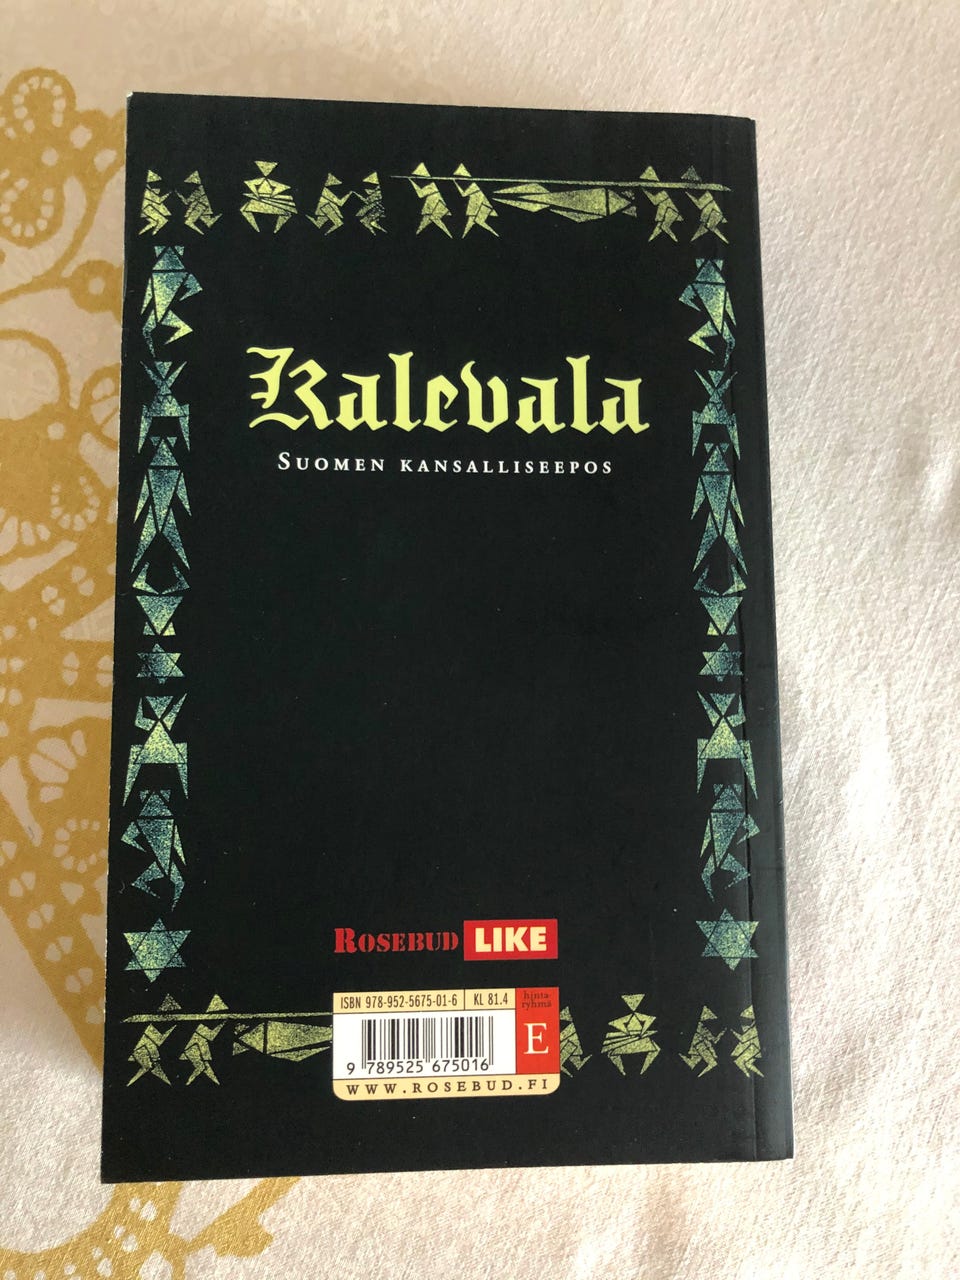 Kalevala
SUOMEN KANSALLISEEPOS
ROSEBUD LIKE
ISBN 978-952-5675-01-6 KL 81.4 hinta-
ryhmä
E
9 789525 675016
WWW.ROSEBUD.FI